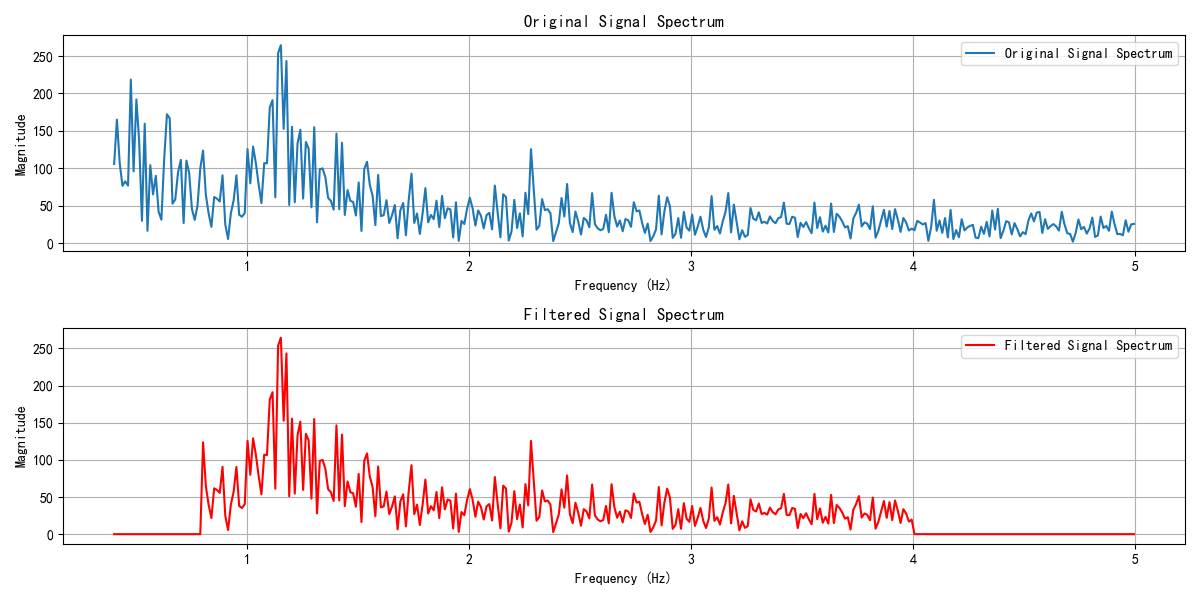 Original Signal Spectrum
Original Signal Spectrum
250
200
150
100
50
0
Magnitude
1 2 3 4 5
Frequency (Hz)
Filtered Signal Spectrum
Filtered Signal Spectrum
250
200
150
100
50
0
Magnitude
1 2 3 4 5
Frequency (Hz)